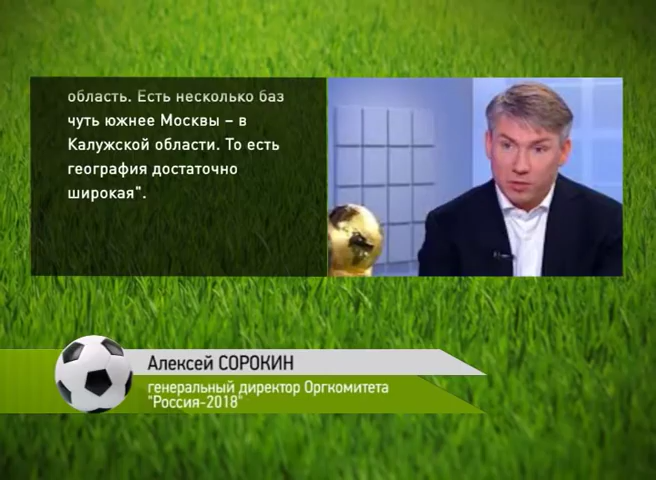 область. Есть несколько баз
чуть южнее Москвы – в
Калужской области. То есть
география достаточно
широкая".
Алексей СОРОКИН
генеральный директор Оргкомитета
"Россия-2018"